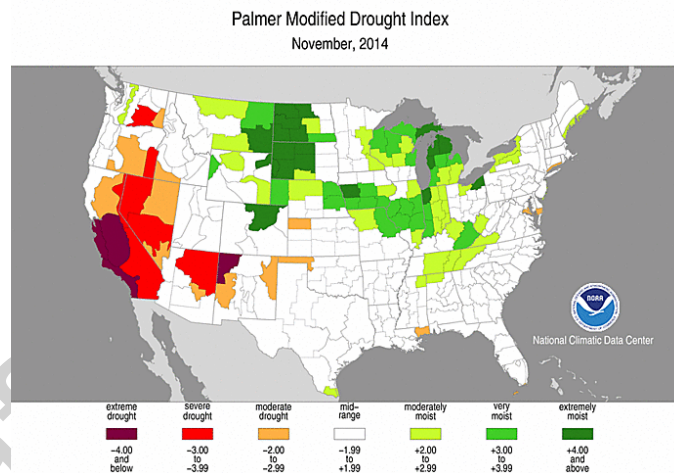 Palmer Modified Drought Index
November, 2014
NOAA
National Climatic Data Center
extreme drought
severe drought
moderate drought
mid-range
moderately moist
very moist
extremely moist
−4.00 and below
−3.00 to −3.99
−2.00 to −2.99
−1.99 to +1.99
+2.00 to +2.99
+3.00 to +3.99
+4.00 and above